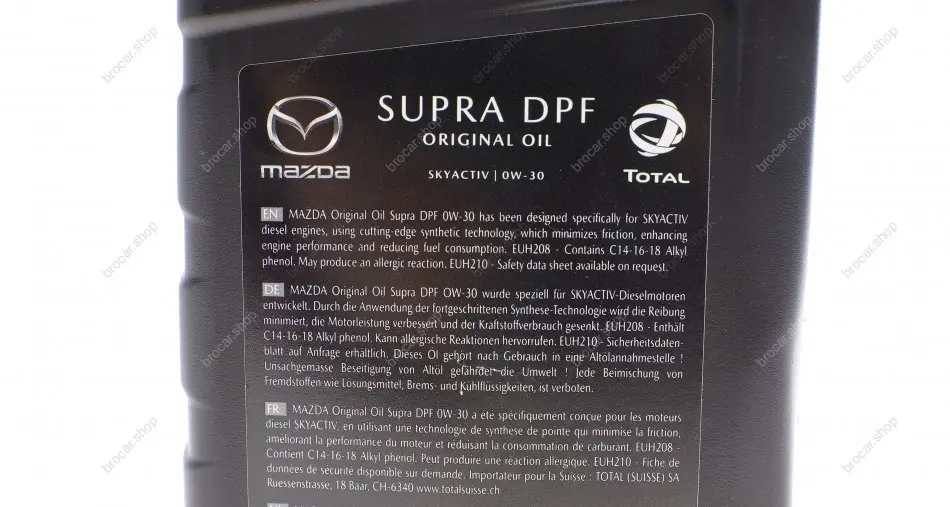 SUPRA DPF
ORIGINAL OIL
SKYACTIV | 0W-30
mazda
TOTAL
EN MAZDA Original Oil Supra DPF 0W-30 has been designed specifically for SKYACTIV
diesel engines, using cutting-edge synthetic technology, which minimizes friction, enhancing
engine performance and reducing fuel consumption. EUH208 - Contains C14-16-18 Alkyl
phenol. May produce an allergic reaction. EUH210 - Safety data sheet available on request.
DE MAZDA Original Oil Supra DPF 0W-30 wurde speziell für SKYACTIV-Dieselmotoren
entwickelt. Durch die Anwendung der fortgeschrittenen Synthese-Technologie wird die Reibung
minimiert, die Motorleistung verbessert und der Kraftstoffverbrauch gesenkt. EUH208 - Enthält
C14-16-18 Alkyl phenol. Kann allergische Reaktionen hervorrufen. EUH210 - Sicherheitsdaten-
blatt auf Anfrage erhältlich. Dieses Öl gehört nach Gebrauch in eine Altölannahmestelle !
Unsachgemässe Beseitigung von Altöl gefährdet die Umwelt ! Jede Beimischung von
Fremdstoffen wie Lösungsmittel, Brems- und Kühlflüssigkeiten, ist verboten.
FR MAZDA Original Oil Supra DPF 0W-30 a été spécifiquement conçue pour les moteurs
diesel SKYACTIV, en utilisant une technologie de synthese de pointe qui minimise la friction,
ameliorant la performance du moteur et réduisant la consommation de carburant. EUH208 -
Contient C14-16-18 Alkyl phenol. Peut produire une réaction allergique. EUH210 - Fiche de
données de sécurité disponible sur demande. Importateur pour la Suisse : TOTAL (SUISSE) SA
Ruessenstrasse, 18 Baar, CH-6340 www.totalsuisse.ch
brocar.shop